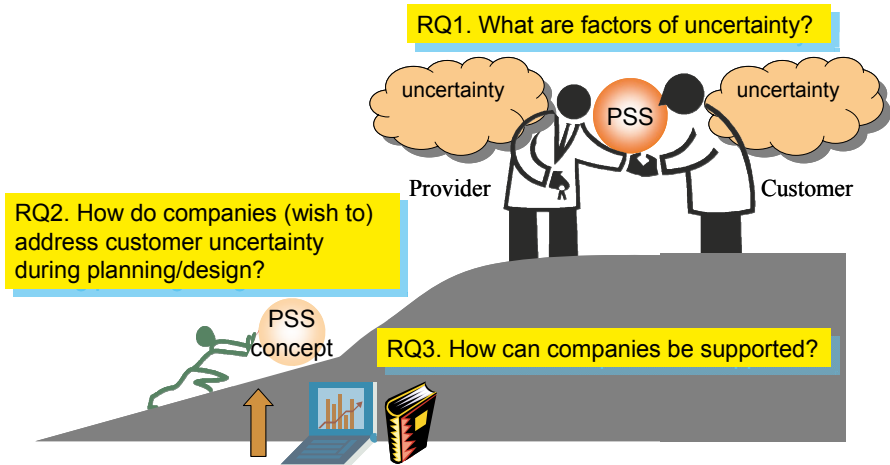 RQ1. What are factors of uncertainty?
uncertainty
PSS
uncertainty
Provider
Customer
RQ2. How do companies (wish to)
address customer uncertainty
during planning/design?
PSS
concept
RQ3. How can companies be supported?